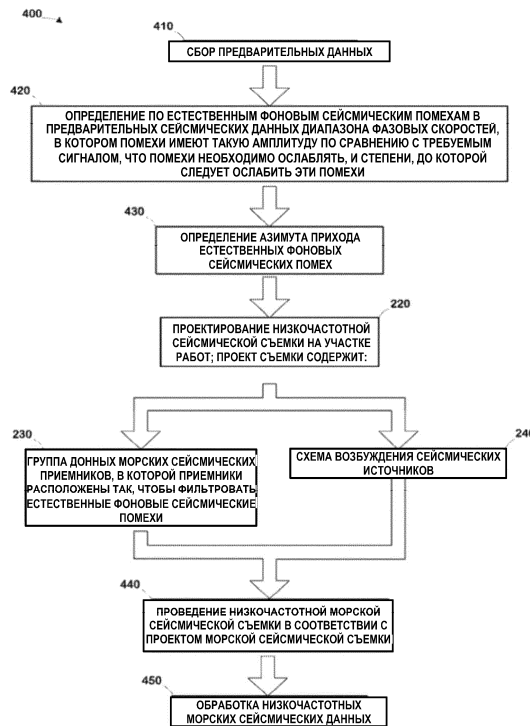 400
410
СБОР ПРЕДВАРИТЕЛЬНЫХ ДАННЫХ
420
ОПРЕДЕЛЕНИЕ ПО ЕСТЕСТВЕННЫМ ФОНОВЫМ СЕЙСМИЧЕСКИМ ПОМЕХАМ В
ПРЕДВАРИТЕЛЬНЫХ СЕЙСМИЧЕСКИХ ДАННЫХ ДИАПАЗОНА ФАЗОВЫХ СКОРОСТЕЙ,
В КОТОРОМ ПОМЕХИ ИМЕЮТ ТАКУЮ АМПЛИТУДУ ПО СРАВНЕНИЮ С ТРЕБУЕМЫМ
СИГНАЛОМ, ЧТО ПОМЕХИ НЕОБХОДИМО ОСЛАБЛЯТЬ, И СТЕПЕНИ, ДО КОТОРОЙ
СЛЕДУЕТ ОСЛАБИТЬ ЭТИ ПОМЕХИ
430
ОПРЕДЕЛЕНИЕ АЗИМУТА ПРИХОДА
ЕСТЕСТВЕННЫХ ФОНОВЫХ
СЕЙСМИЧЕСКИХ ПОМЕХ
220
ПРОЕКТИРОВАНИЕ НИЗКОЧАСТОТНОЙ
СЕЙСМИЧЕСКОЙ СЪЕМКИ НА УЧАСТКЕ
РАБОТ; ПРОЕКТ СЪЕМКИ СОДЕРЖИТ:
230
ГРУППА ДОННЫХ МОРСКИХ СЕЙСМИЧЕСКИХ
ПРИЕМНИКОВ, В КОТОРОЙ ПРИЕМНИКИ
РАСПОЛОЖЕНЫ ТАК, ЧТОБЫ ФИЛЬТРОВАТЬ
ЕСТЕСТВЕННЫЕ ФОНОВЫЕ СЕЙСМИЧЕСКИЕ
ПОМЕХИ
240
СХЕМА ВОЗБУЖДЕНИЯ СЕЙСМИЧЕСКИХ
ИСТОЧНИКОВ
440
ПРОВЕДЕНИЕ НИЗКОЧАСТОТНОЙ МОРСКОЙ
СЕЙСМИЧЕСКОЙ СЪЕМКИ В СООТВЕТСТВИИ С
ПРОЕКТОМ МОРСКОЙ СЕЙСМИЧЕСКОЙ СЪЕМКИ
450
ОБРАБОТКА НИЗКОЧАСТОТНЫХ
МОРСКИХ СЕЙСМИЧЕСКИХ ДАННЫХ